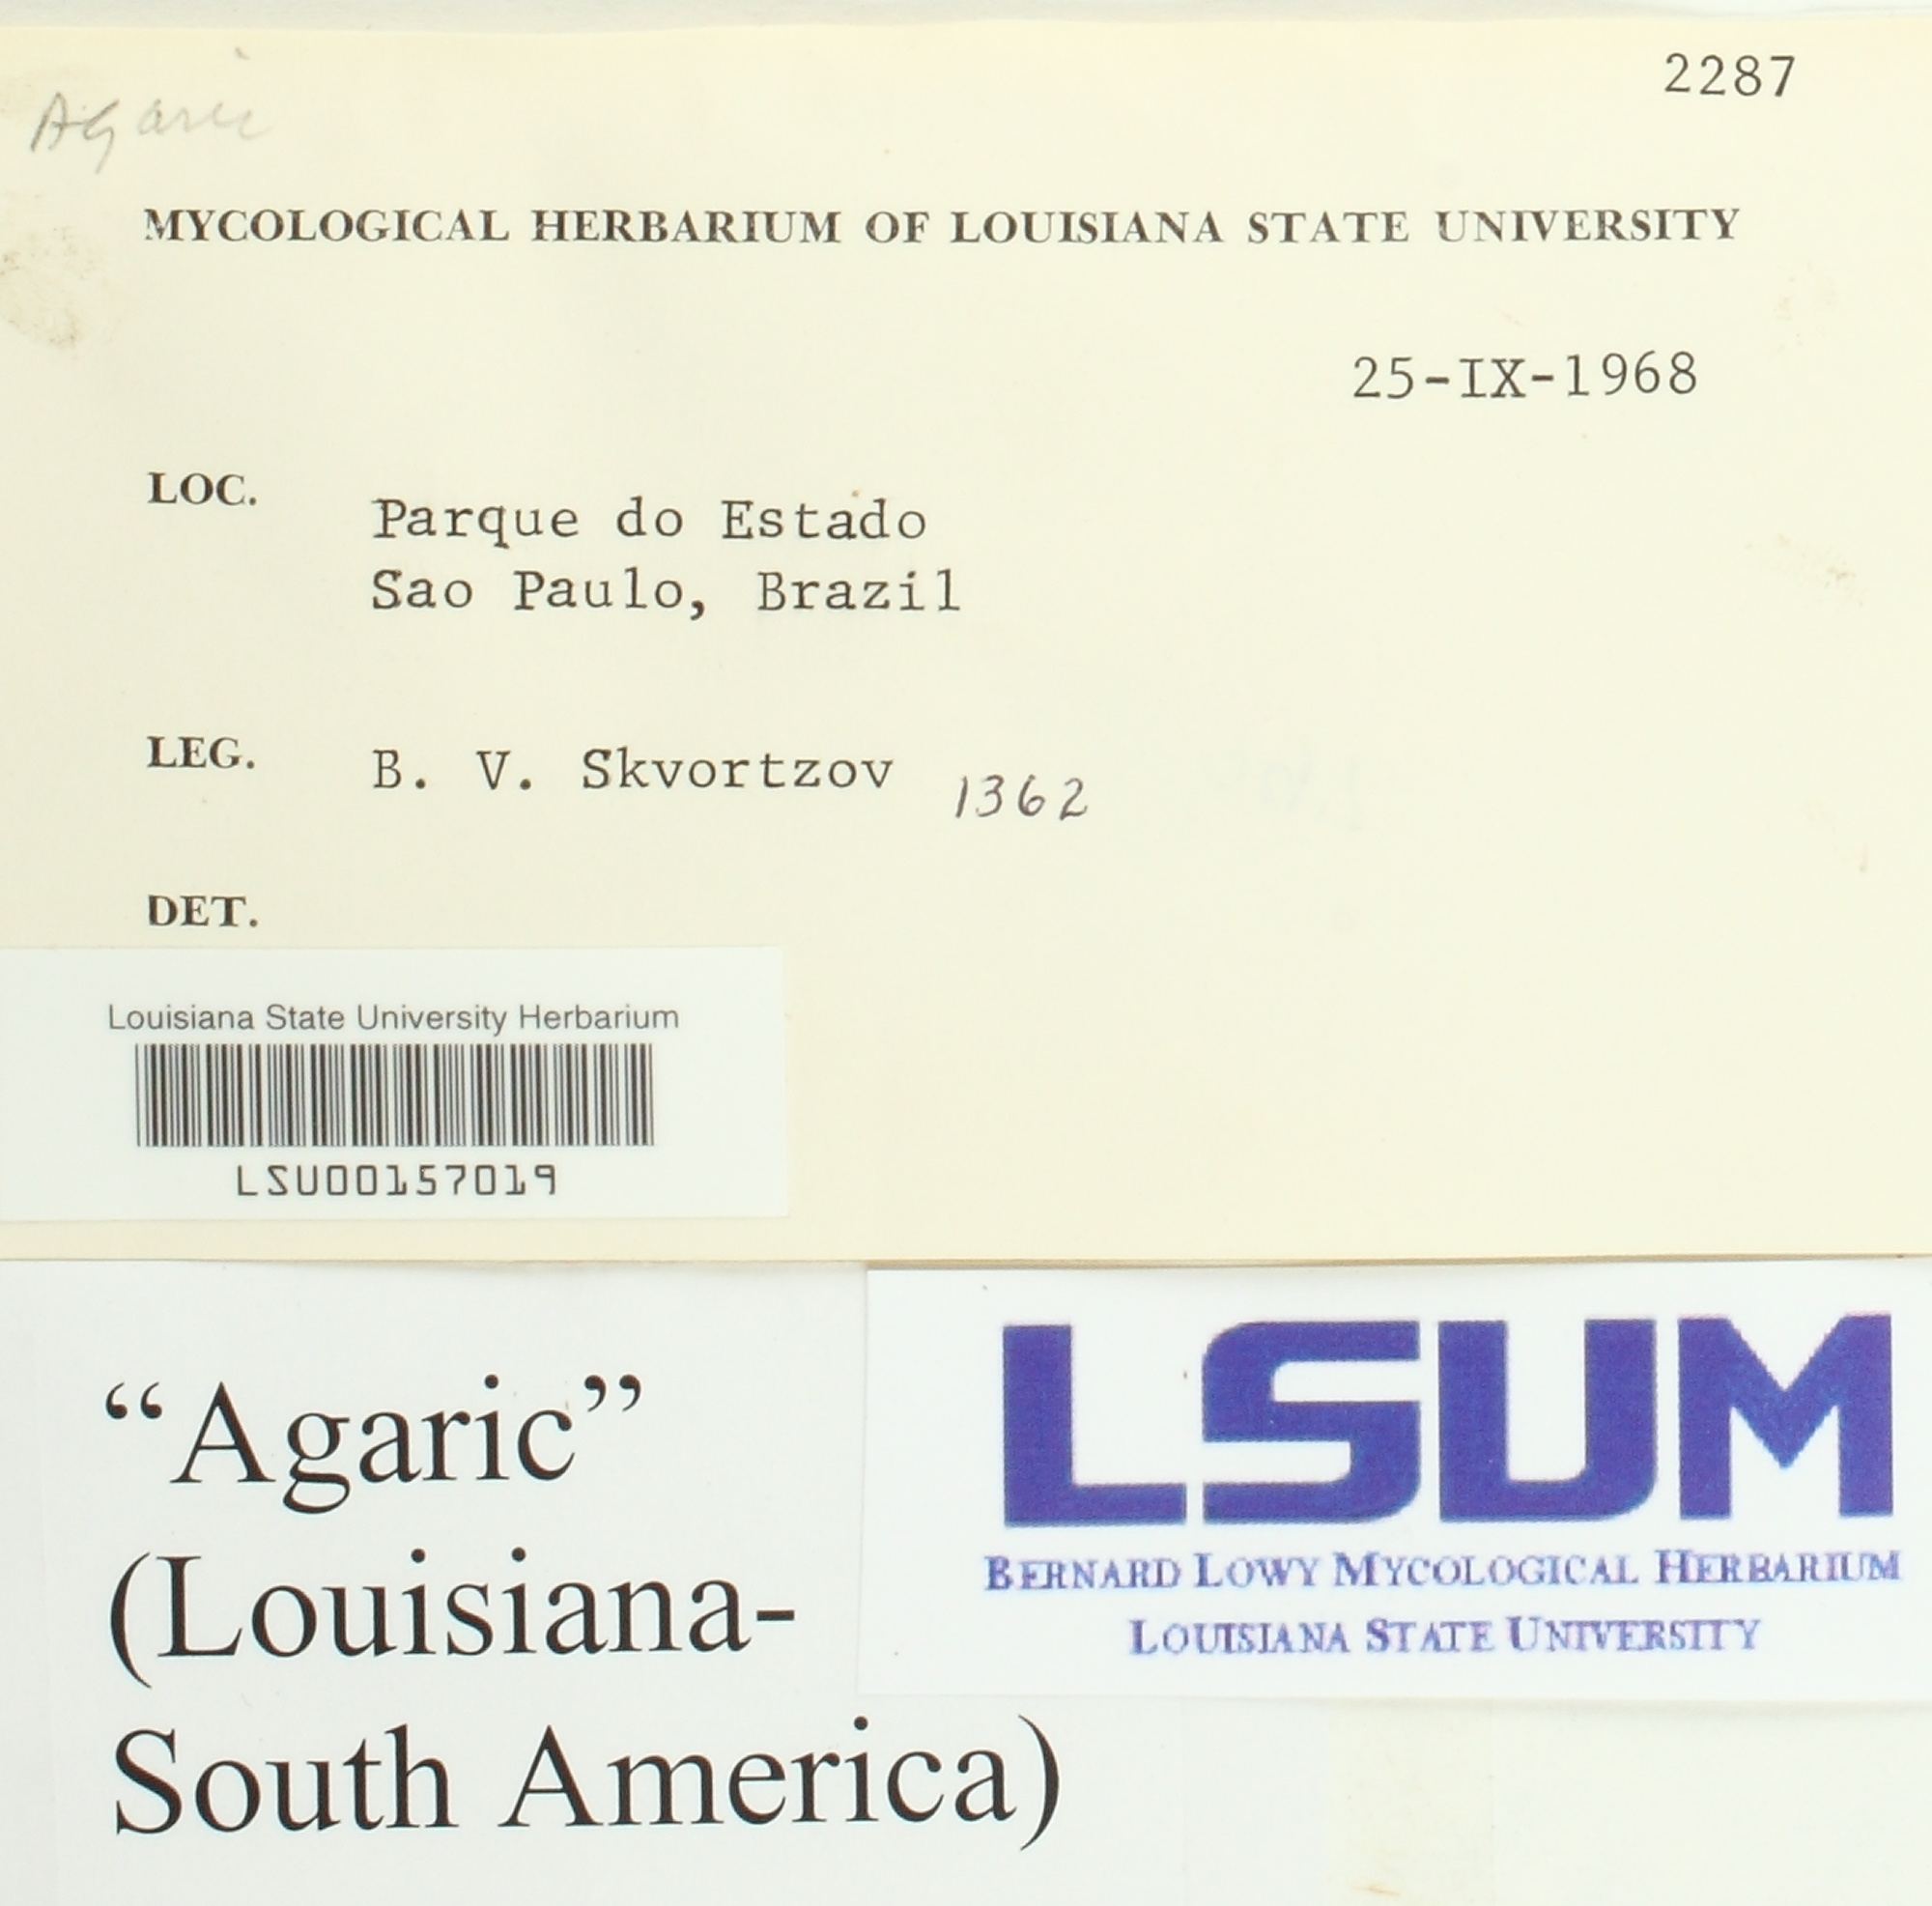 2287
Agaric
MYCOLOGICAL HERBARIUM OF LOUISIANA STATE UNIVERSITY
25-IX-1968
LOC.
Parque do Estado
Sao Paulo, Brazil
LEG. B. V. Skvortzov 1362
DET.
Louisiana State University Herbarium
LSU00157019
“Agaric”
(Louisiana-
South America)
LSUM
BERNARD LOWY MYCOLOGICAL HERBARIUM
LOUISIANA STATE UNIVERSITY